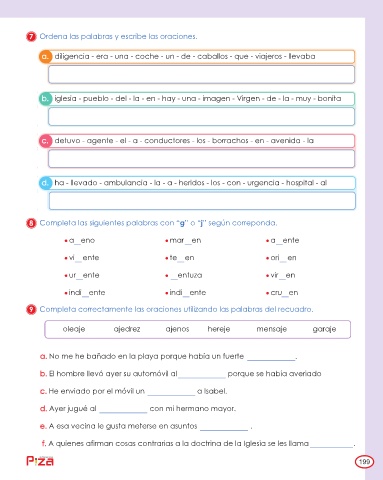 7 Ordena las palabras y escribe las oraciones.
a. diligencia - era - una - coche - un - de - caballos - que - viajeros - llevaba
b. iglesia - pueblo - del - la - en - hay - una - imagen - Virgen - de - la - muy - bonita
c. detuvo - agente - el - a - conductores - los - borrachos - en - avenida - la
d. ha - llevado - ambulancia - la - a - heridos - los - con - urgencia - hospital - al
8 Completa las siguientes palabras con "g" o "j" según correponda.
• a__eno • mar__en • a__ente
• vi__ente • te__en • ori__en
• ur__ente • __entuza • vir__en
• indi__ente • indi__ente • cru__en
9 Completa correctamente las oraciones utilizando las palabras del recuadro.
oleaje ajedrez ajenos hereje mensaje garaje
a. No me he bañado en la playa porque había un fuerte ____________.
b. El hombre llevó ayer su automóvil al____________ porque se había averiado
c. He enviado por el móvil un ____________ a Isabel.
d. Ayer jugué al ____________ con mi hermano mayor.
e. A esa vecina le gusta meterse en asuntos ____________ .
f. A quienes afirman cosas contrarias a la doctrina de la Iglesia se les llama____________.
Piza
199